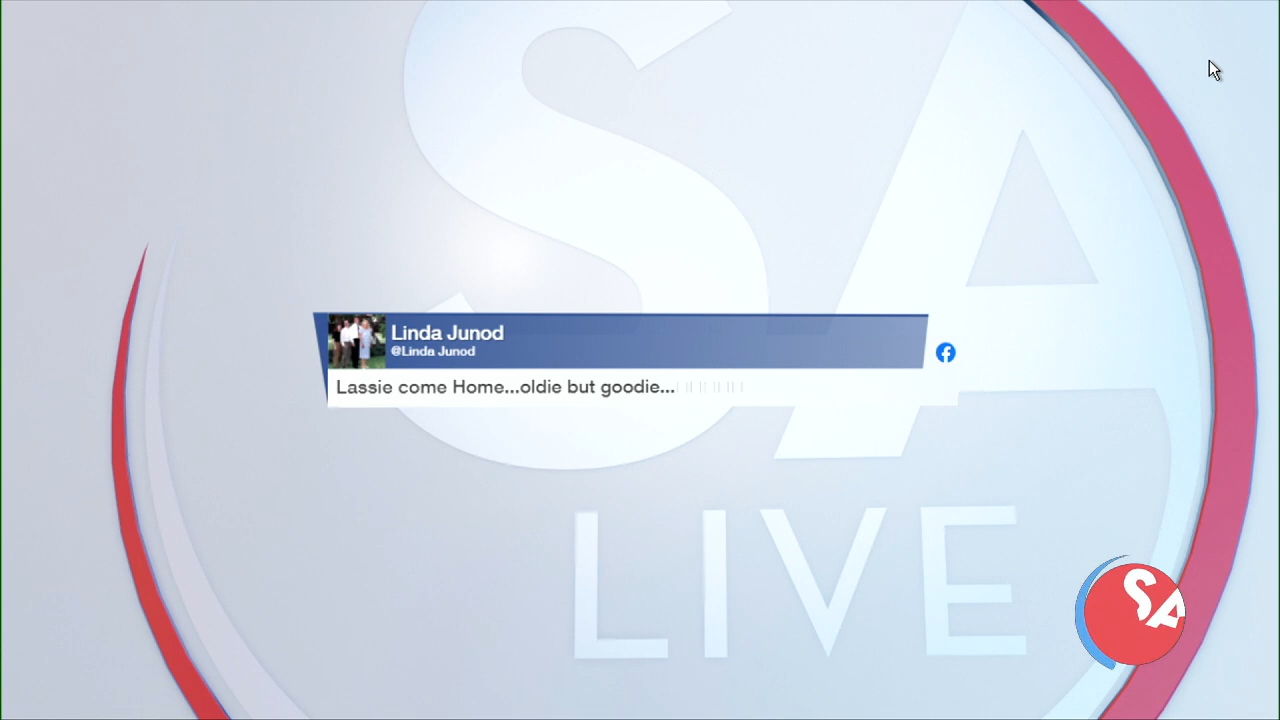 SA
LIVE
Linda Junod
@Linda Junod
Lassie come Home...oldie but goodie...
SA